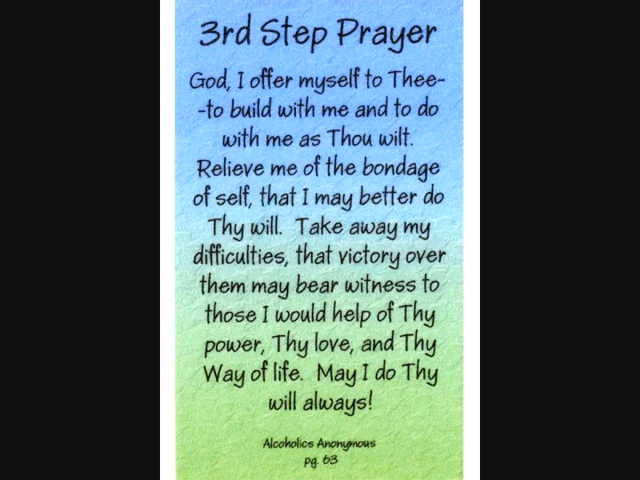 3rd Step Prayer
God, I offer myself to Thee-
-to build with me and to do
with me as Thou wilt.
Relieve me of the bondage
of self, that I may better do
Thy will. Take away my
difficulties, that victory over
them may bear witness to
those I would help of Thy
power, Thy love, and Thy
Way of life. May I do Thy
will always!
Alcoholics Anonymous
pg. 63